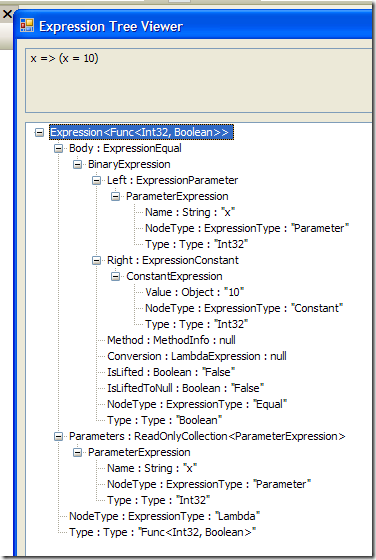 Expression Tree Viewer
x => (x = 10)
Expression<Func<Int32, Boolean>>
Body : ExpressionEqual
BinaryExpression
Left : ExpressionParameter
ParameterExpression
Name : String : "x"
NodeType : ExpressionType : "Parameter"
Type : Type : "Int32"
Right : ExpressionConstant
ConstantExpression
Value : Object : "10"
NodeType : ExpressionType : "Constant"
Type : Type : "Int32"
Method : MethodInfo : null
Conversion : LambdaExpression : null
IsLifted : Boolean : "False"
IsLiftedToNull : Boolean : "False"
NodeType : ExpressionType : "Equal"
Type : Type : "Boolean"
Parameters : ReadOnlyCollection<ParameterExpression>
ParameterExpression
Name : String : "x"
NodeType : ExpressionType : "Parameter"
Type : Type : "Int32"
NodeType : ExpressionType : "Lambda"
Type : Type : "Func<Int32, Boolean>"